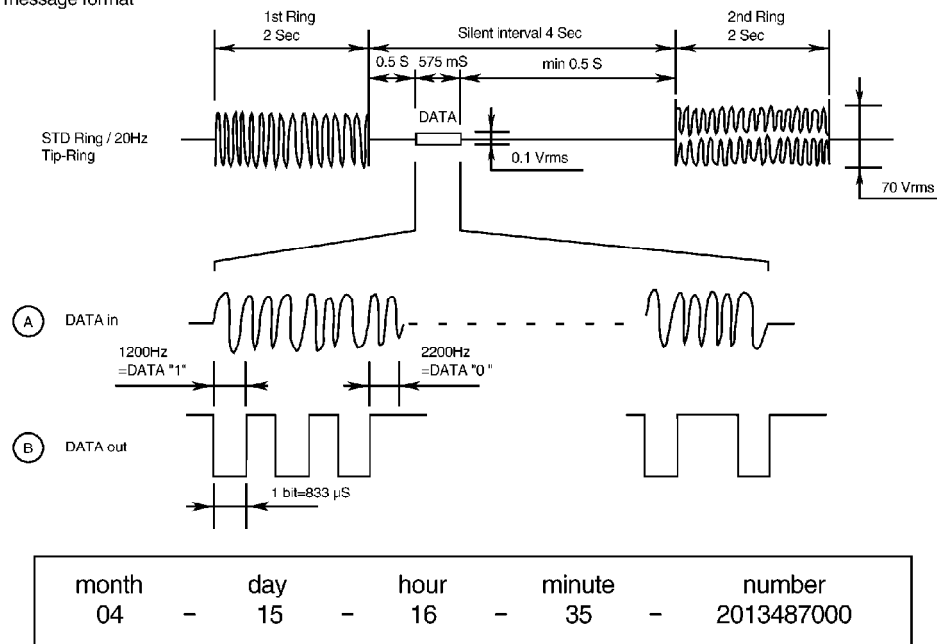 message format
1st Ring
2 Sec
Silent interval 4 Sec
2nd Ring
2 Sec
0.5 S
575 mS
min 0.5 S
DATA
STD Ring / 20Hz
Tip-Ring
0.1 Vrms
70 Vrms
A
DATA in
1200Hz
=DATA "1"
2200Hz
=DATA "0 "
B
DATA out
1 bit=833 µS
month day hour minute number
04 – 15 – 16 – 35 – 2013487000